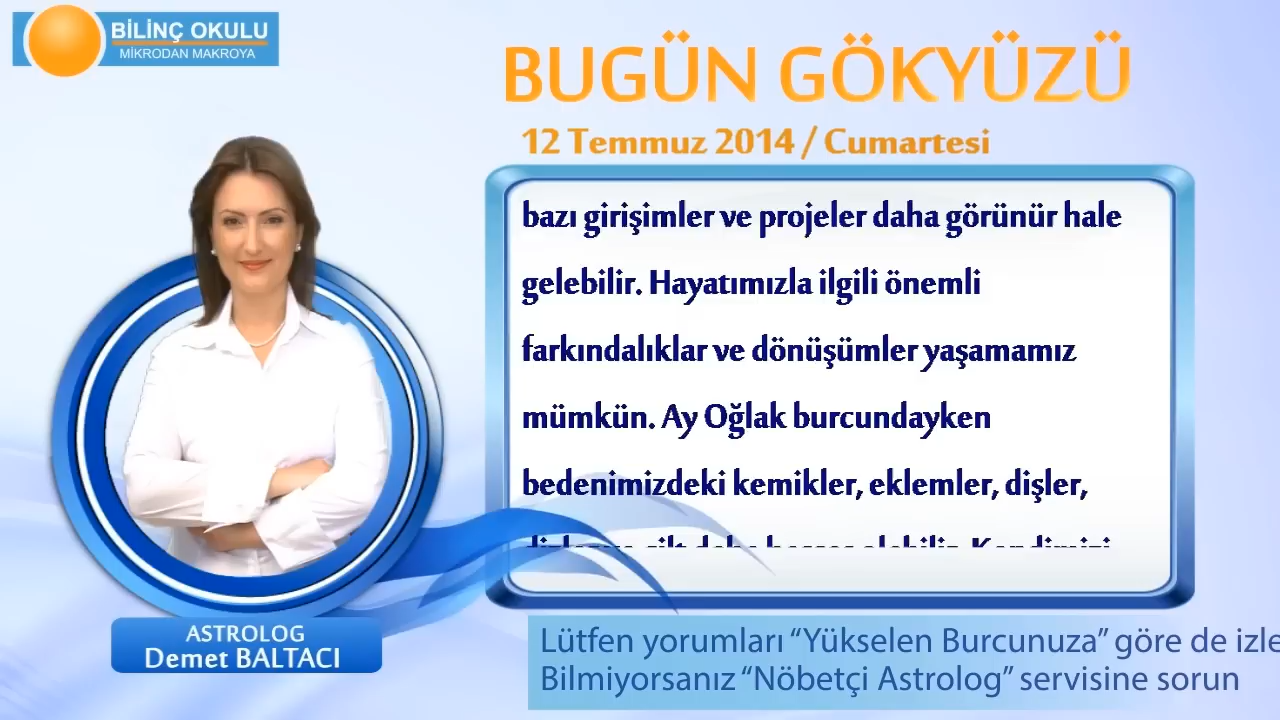 BİLİNÇ OKULU
MİKRODAN MAKROYA
BUGÜN GÖKYÜZÜ
12 Temmuz 2014 / Cumartesi
bazı girişimler ve projeler daha görünür hale
gelebilir. Hayatımızla ilgili önemli
farkındalıklar ve dönüşümler yaşamamız
mümkün. Ay Oğlak burcundayken
bedenimizdeki kemikler, eklemler, dişler,
ASTROLOG
Demet BALTACI
Lütfen yorumları “Yükselen Burcunuza” göre de izle
Bilmiyorsanız “Nöbetçi Astrolog” servisine sorun